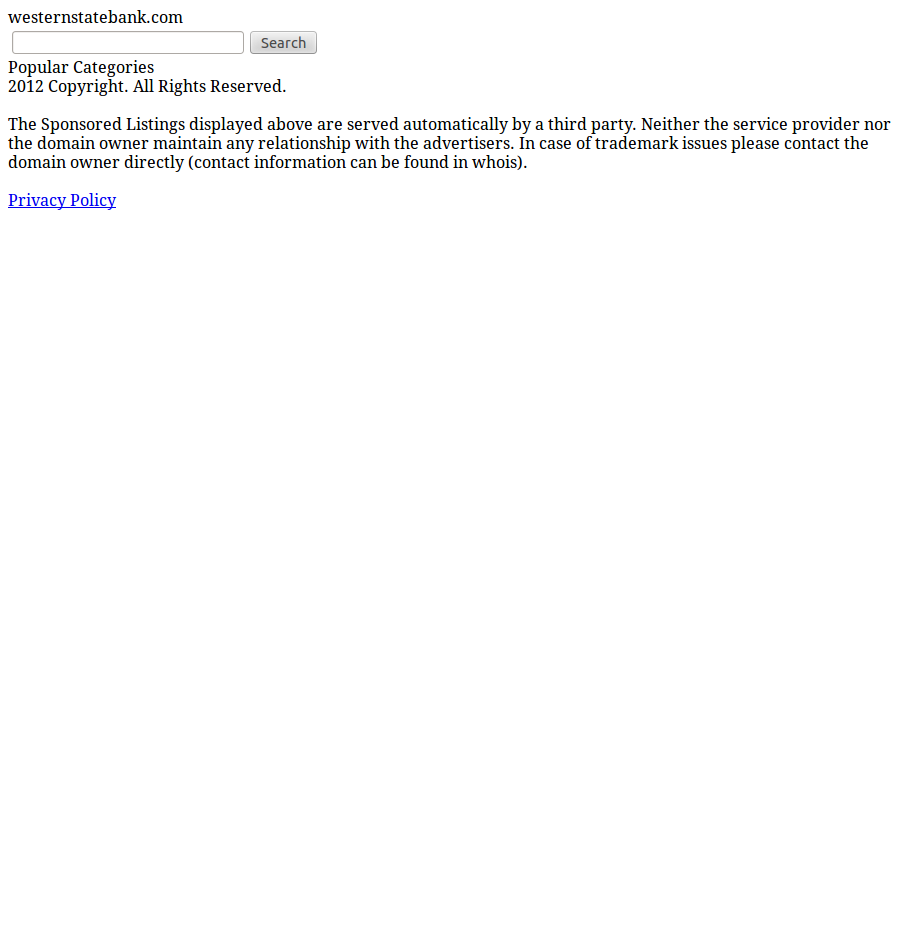 westernstatebank.com
Search
Popular Categories
2012 Copyright. All Rights Reserved.
The Sponsored Listings displayed above are served automatically by a third party. Neither the service provider nor
the domain owner maintain any relationship with the advertisers. In case of trademark issues please contact the
domain owner directly (contact information can be found in whois).
Privacy Policy